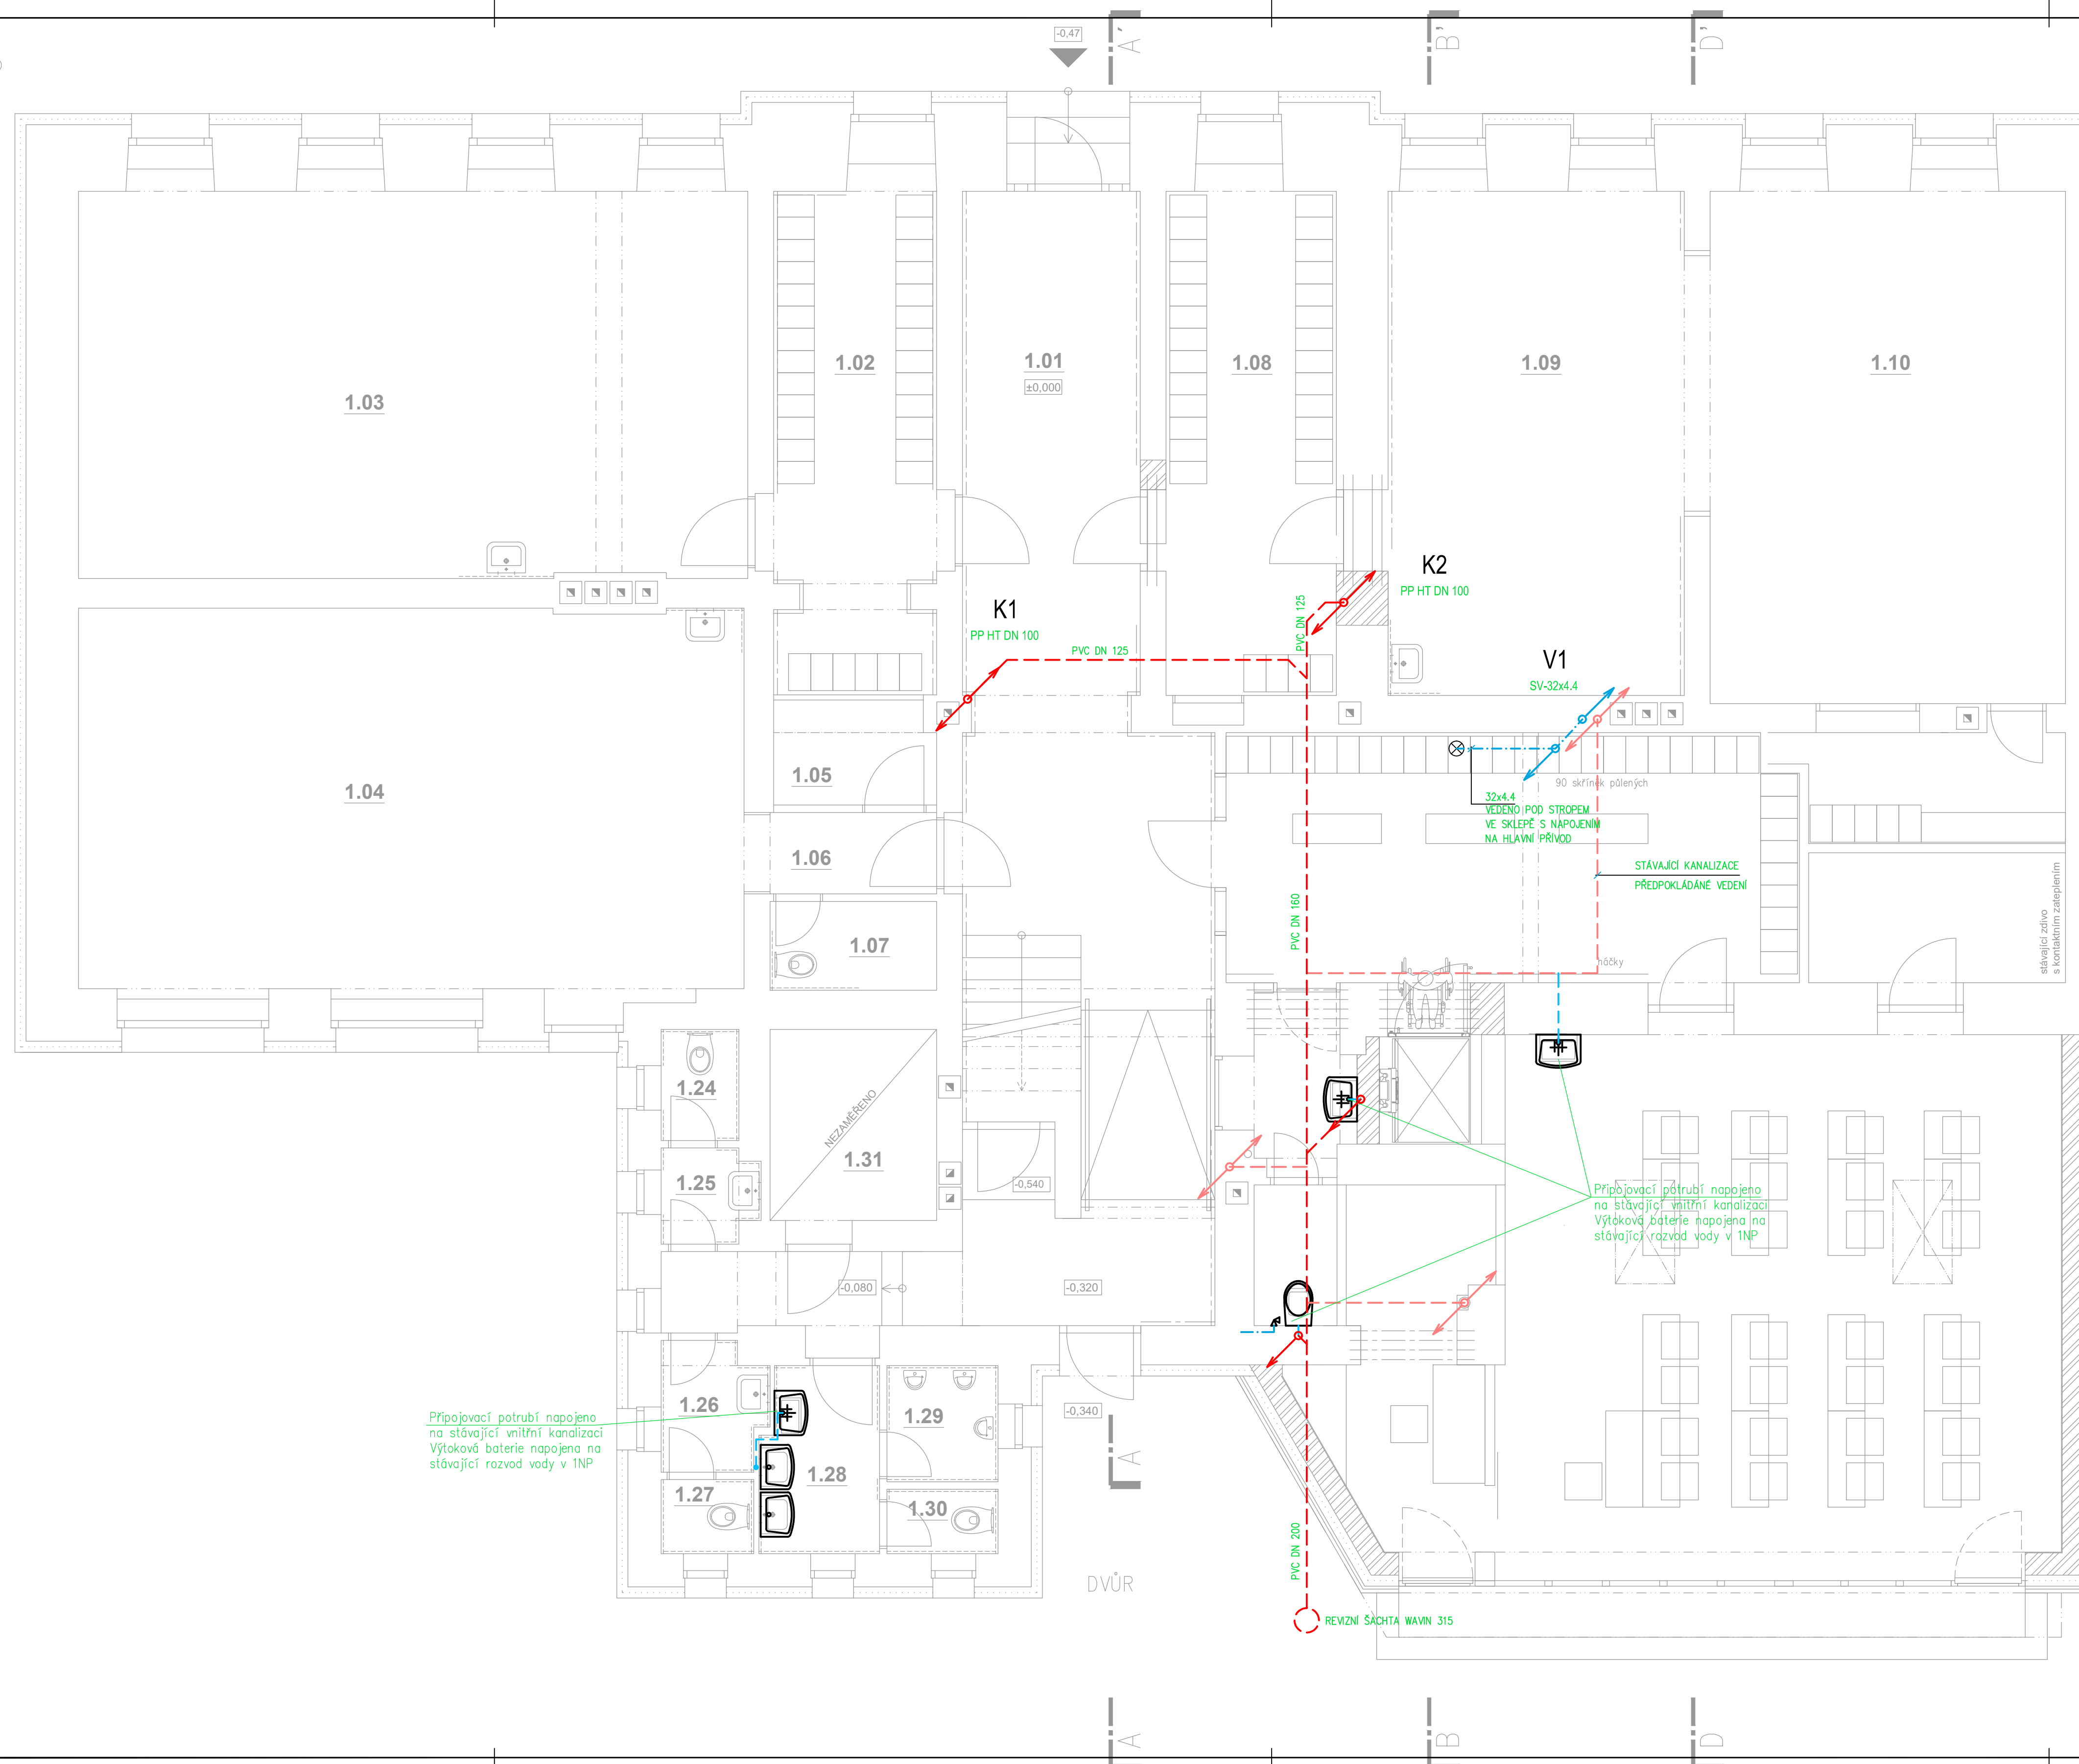 -0,47
A'
B'
D'
1.02
1.01
±0,000
1.08
1.09
1.10
1.03
K2
PP HT DN 100
PVC DN 125
K1
PP HT DN 100
PVC DN 125
V1
SV-32x4.4
1.05
1.04
1.06
1.07
90 skřínek půlených
32x4.4
VEDENO POD STROPEM
VE SKLEPĚ S NAPOJENÍM
NA HLAVNÍ PŘÍVOD
STÁVAJÍCÍ KANALIZACE
PŘEDPOKLÁDÁNÉ VEDENÍ
PVC DN 160
háčky
stávající zdivo
s kontaktním zateplením
1.24
NEZAMĚŘENO
1.31
1.25
-0,540
-0,080
-0,320
Připojovací potrubí napojeno
na stávající vnitřní kanalizaci
Výtoková baterie napojena na
stávající rozvod vody v 1NP
1.26
1.29
-0,340
Připojovací potrubí napojeno
na stávající vnitřní kanalizaci
Výtoková baterie napojena na
stávající rozvod vody v 1NP
A
1.28
1.27
1.30
PVC DN 200
DVŮR
REVIZNÍ ŠACHTA WAVIN 315
A
B
D